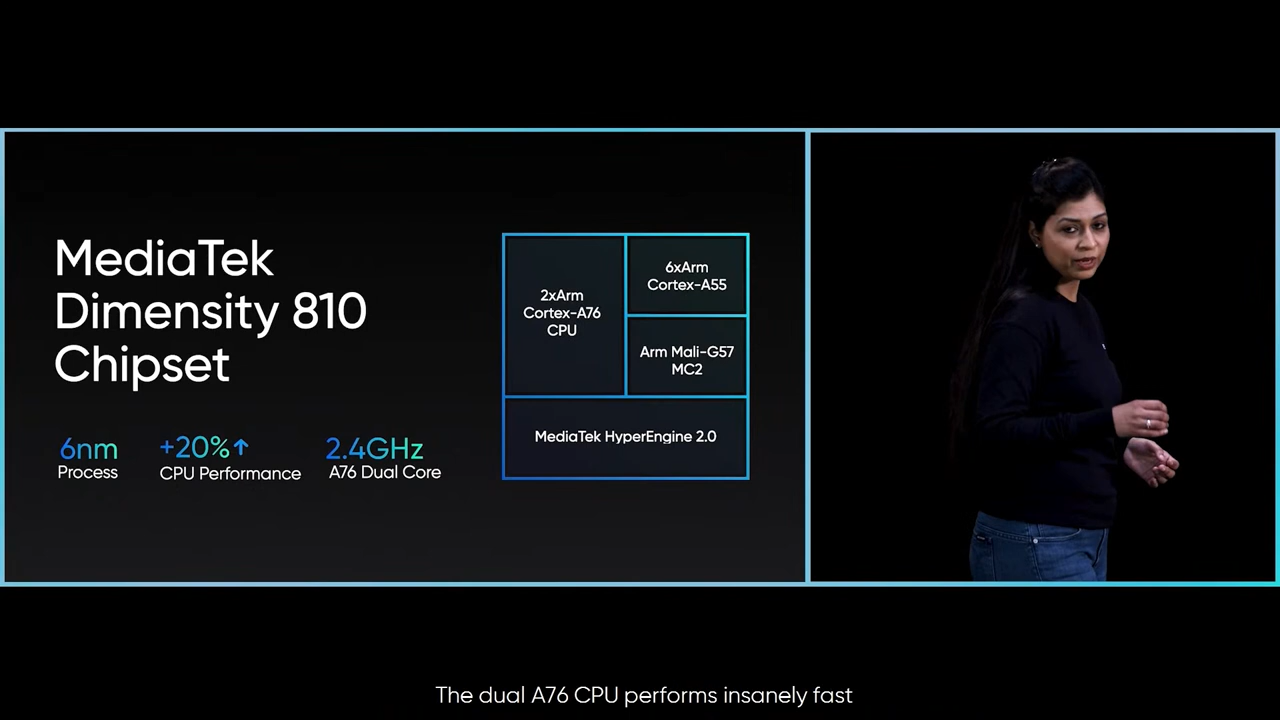 MediaTek
Dimensity 810
Chipset
6nm
Process
+20%↑
CPU Performance
2.4GHz
A76 Dual Core
2xArm
Cortex-A76
CPU
6xArm
Cortex-A55
Arm Mali-G57
MC2
MediaTek HyperEngine 2.0
The dual A76 CPU performs insanely fast